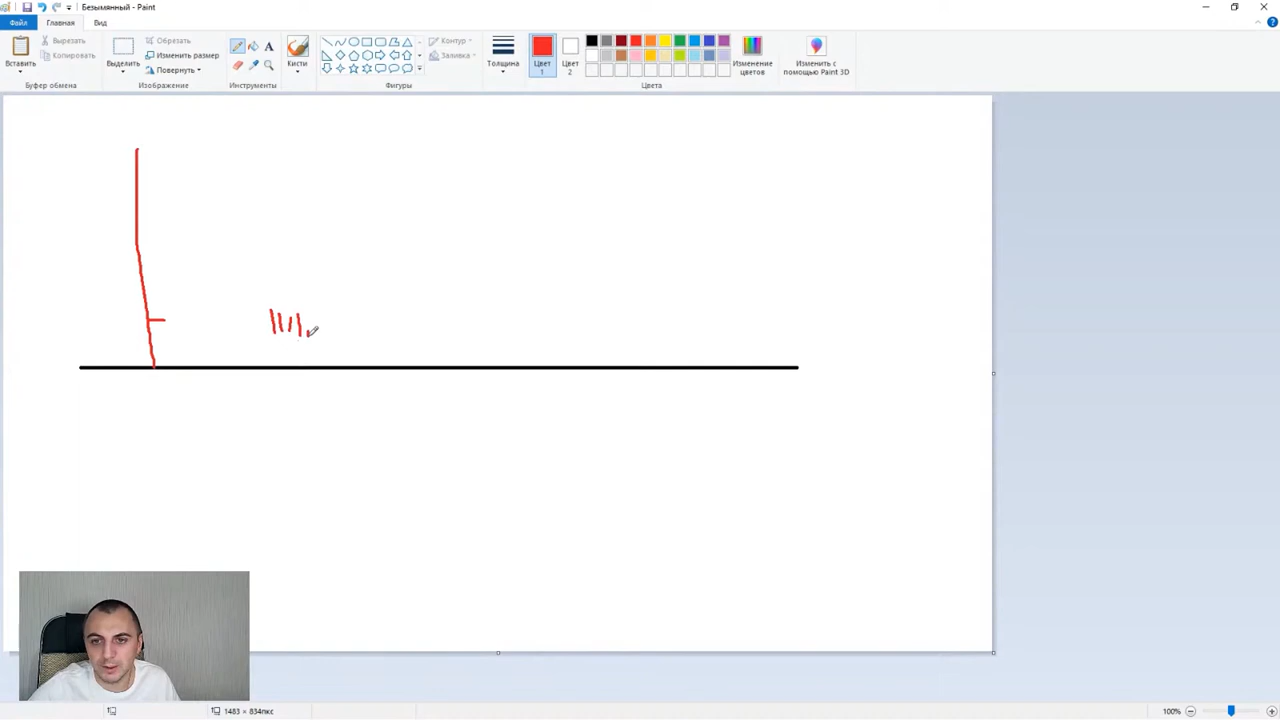 Безымянный - Paint
Файл Главная Вид
Вставить
Вырезать
Копировать
Буфер обмена
Выделить
Обрезать
Изменить размер
Повернуть
Изображение
A
Инструменты
Кисти
Контур
Заливка
Фигуры
Толщина
Цвет 1
Цвет 2
Изменение цветов
Цвета
Изменить с помощью Paint 3D
1483 × 834пкс
100%